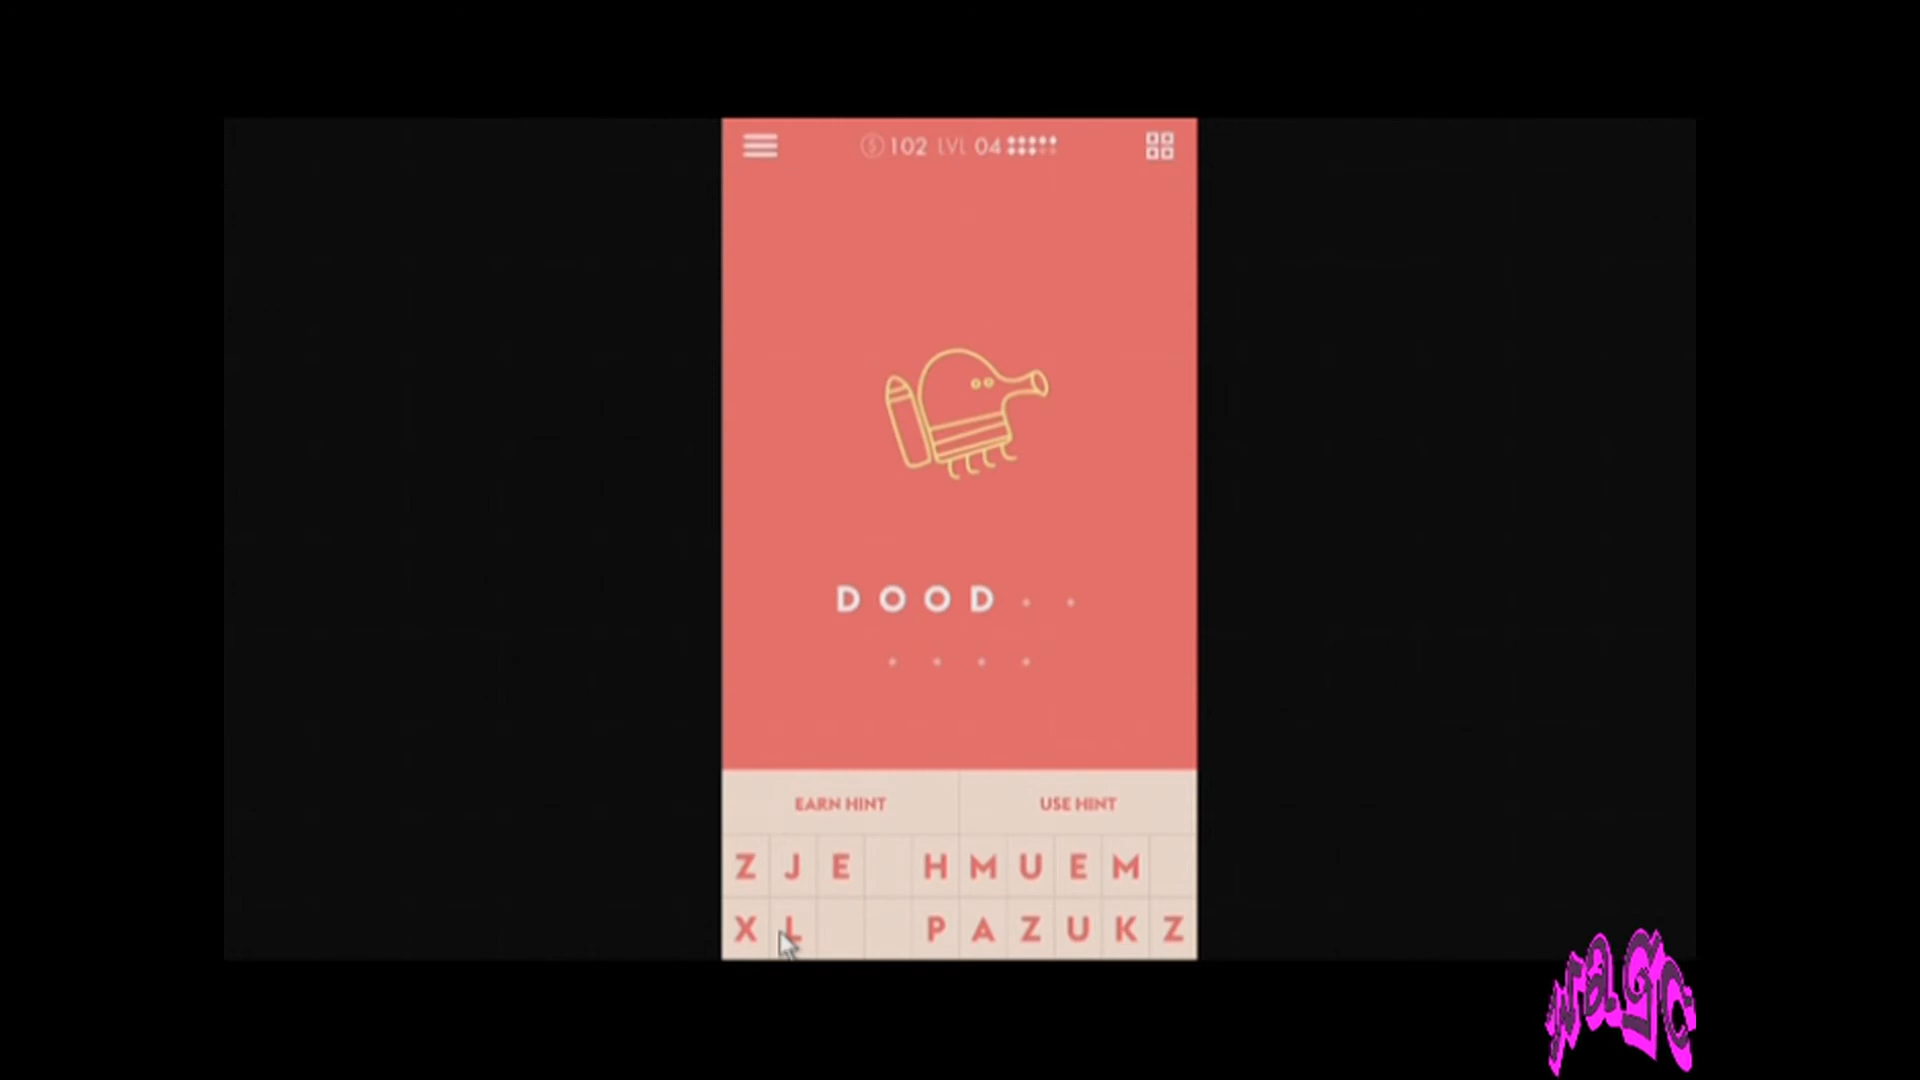 102 LVL 04
DOOD
EARN HINT USE HINT
Z J E H M U E M
X L P A Z U K Z